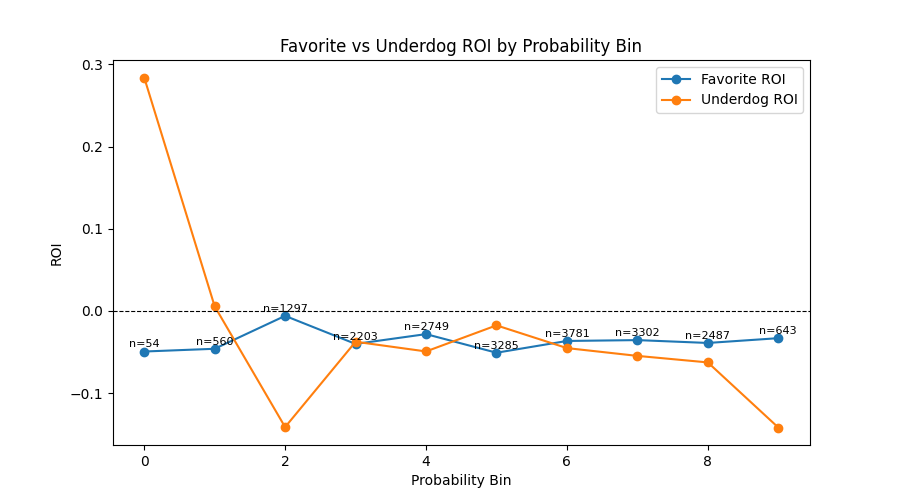 Favorite vs Underdog ROI by Probability Bin
0.3
0.2
0.1
0.0
−0.1
ROI
Favorite ROI
Underdog ROI
n=54
n=560
n=1297
n=2203
n=2749
n=3285
n=3781
n=3302
n=2487
n=643
0 2 4 6 8
Probability Bin